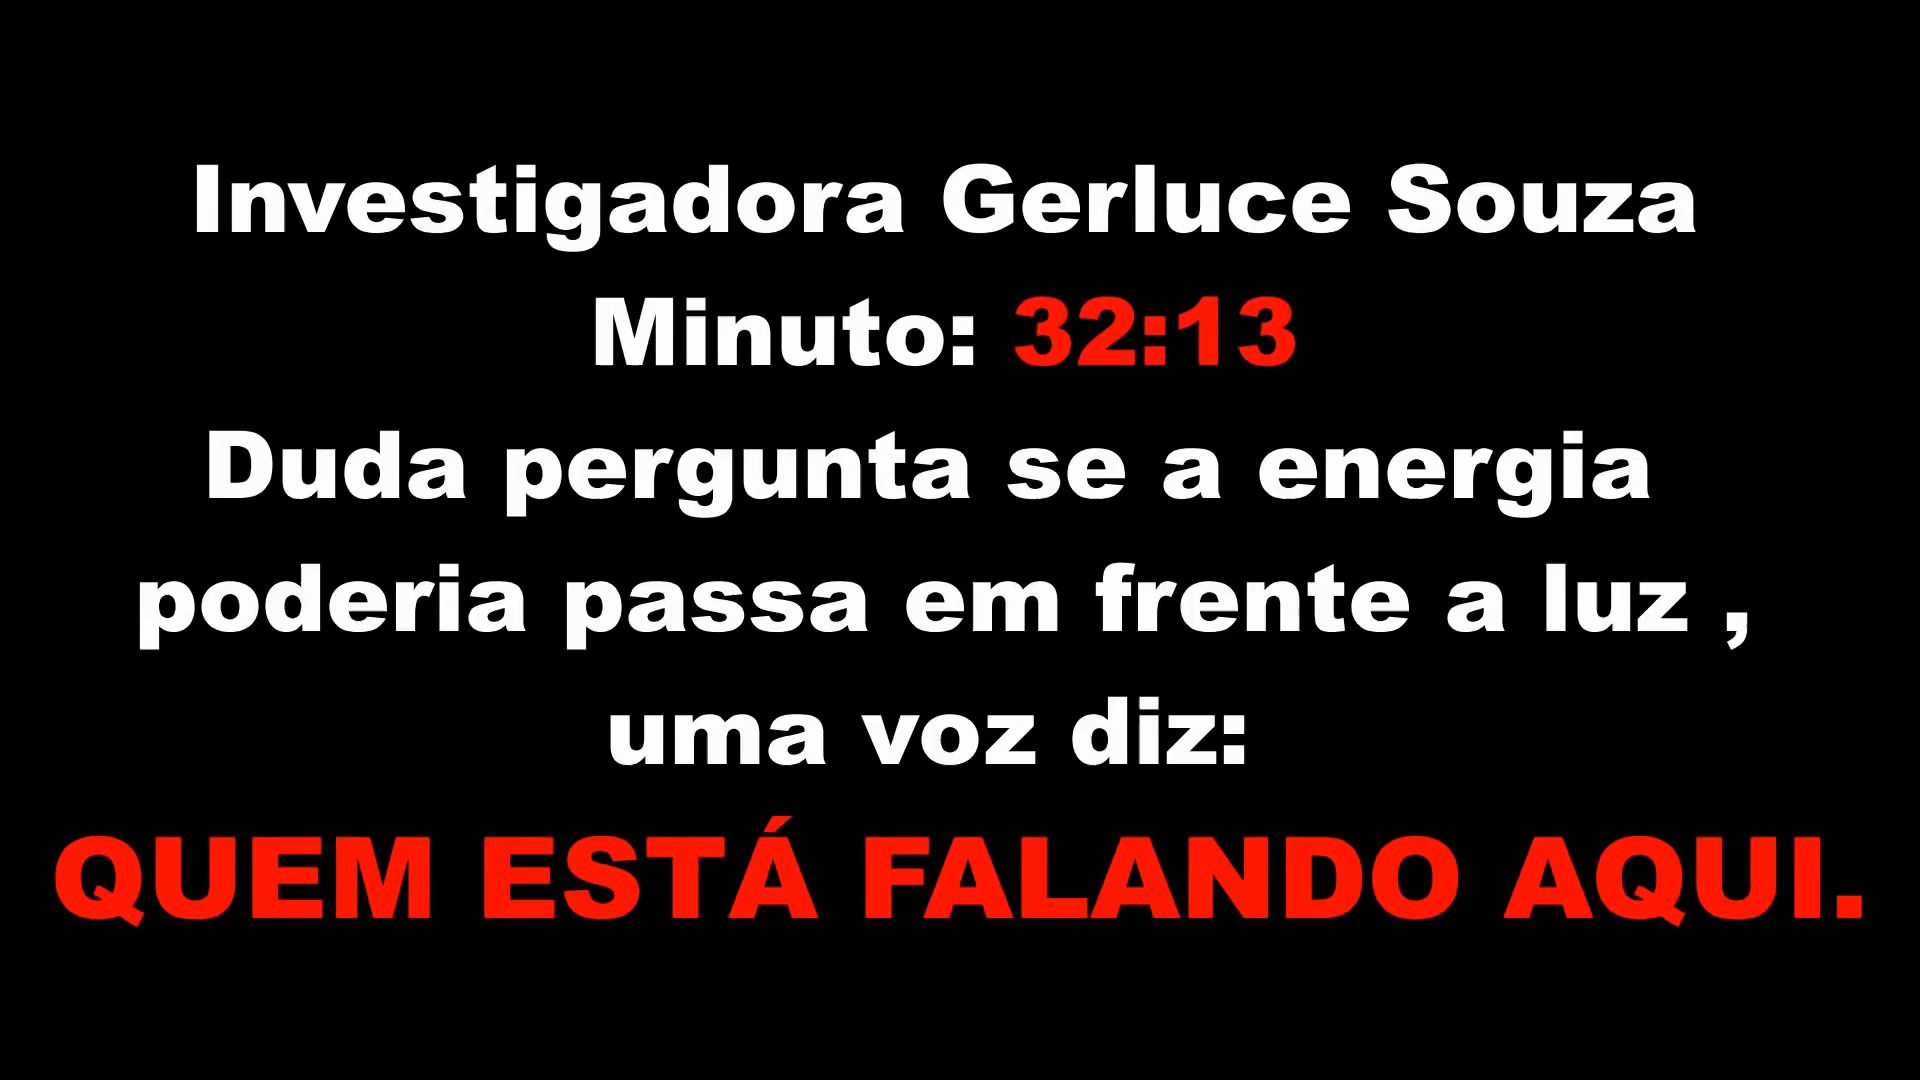 Investigadora Gerluce Souza
Minuto: 32:13
Duda pergunta se a energia
poderia passa em frente a luz ,
uma voz diz:
QUEM ESTÁ FALANDO AQUI.